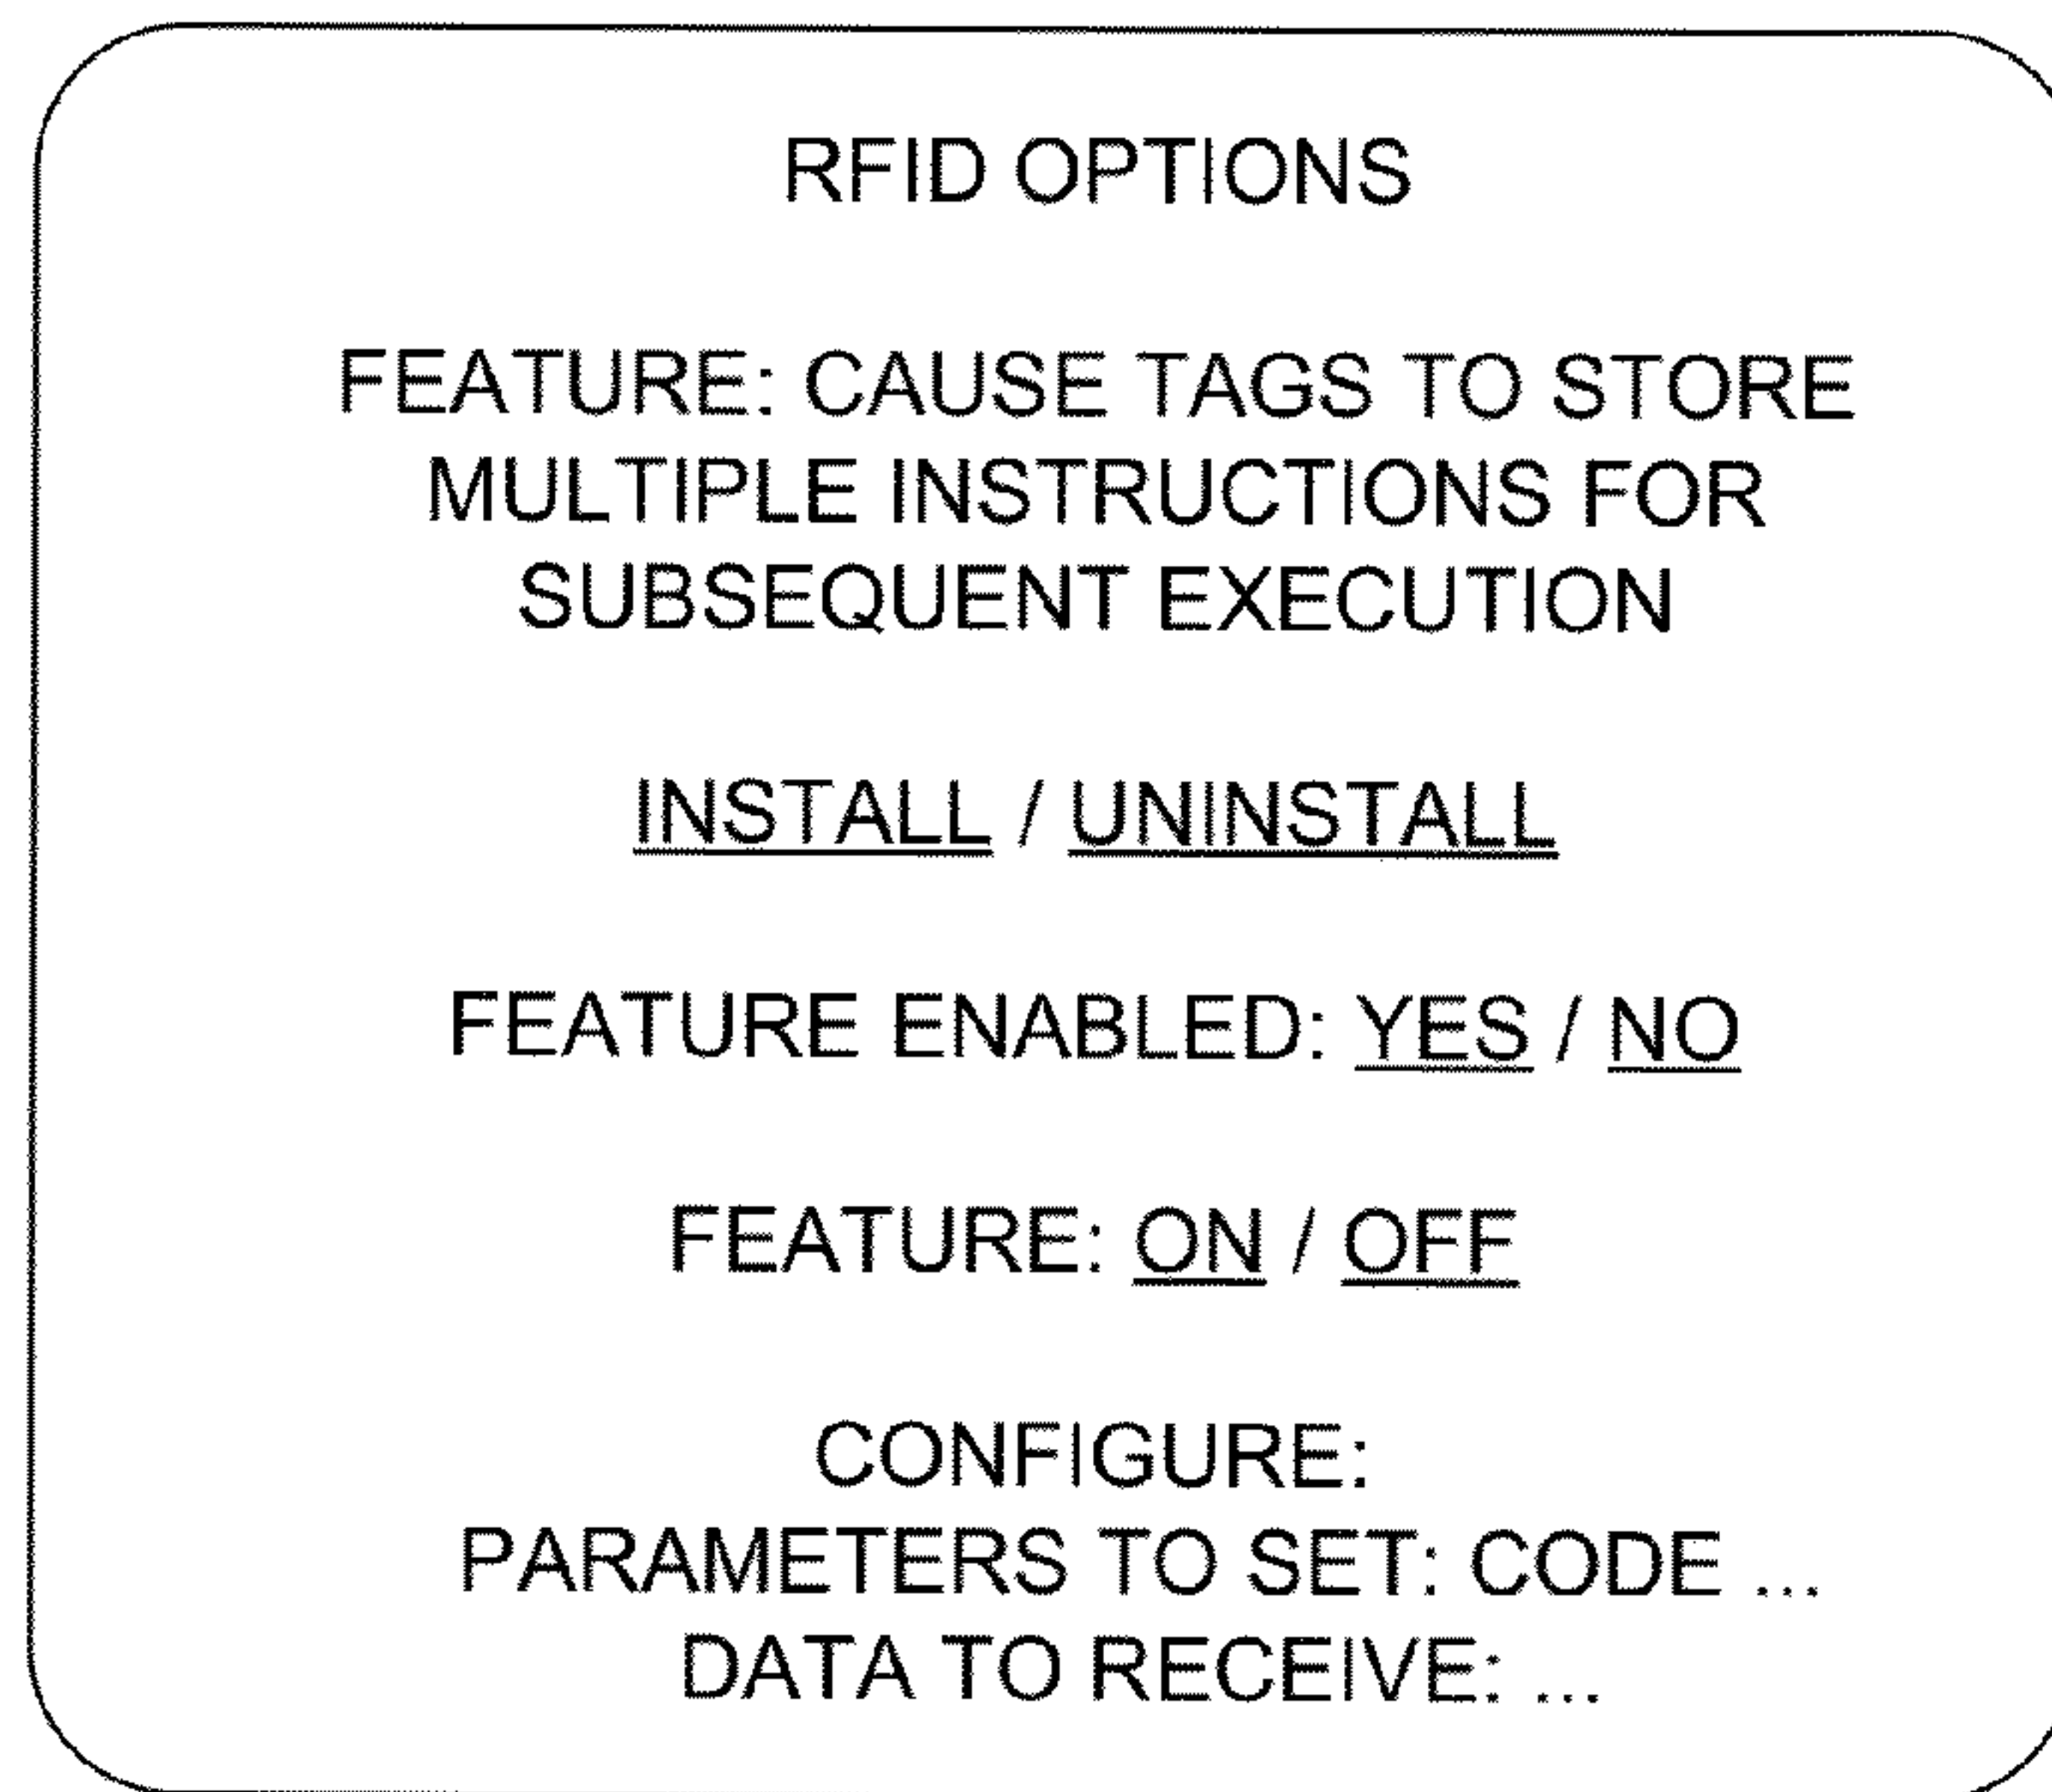 RFID OPTIONS
FEATURE: CAUSE TAGS TO STORE
MULTIPLE INSTRUCTIONS FOR
SUBSEQUENT EXECUTION
INSTALL / UNINSTALL
FEATURE ENABLED: YES / NO
FEATURE: ON / OFF
CONFIGURE:
PARAMETERS TO SET: CODE ...
DATA TO RECEIVE: ...